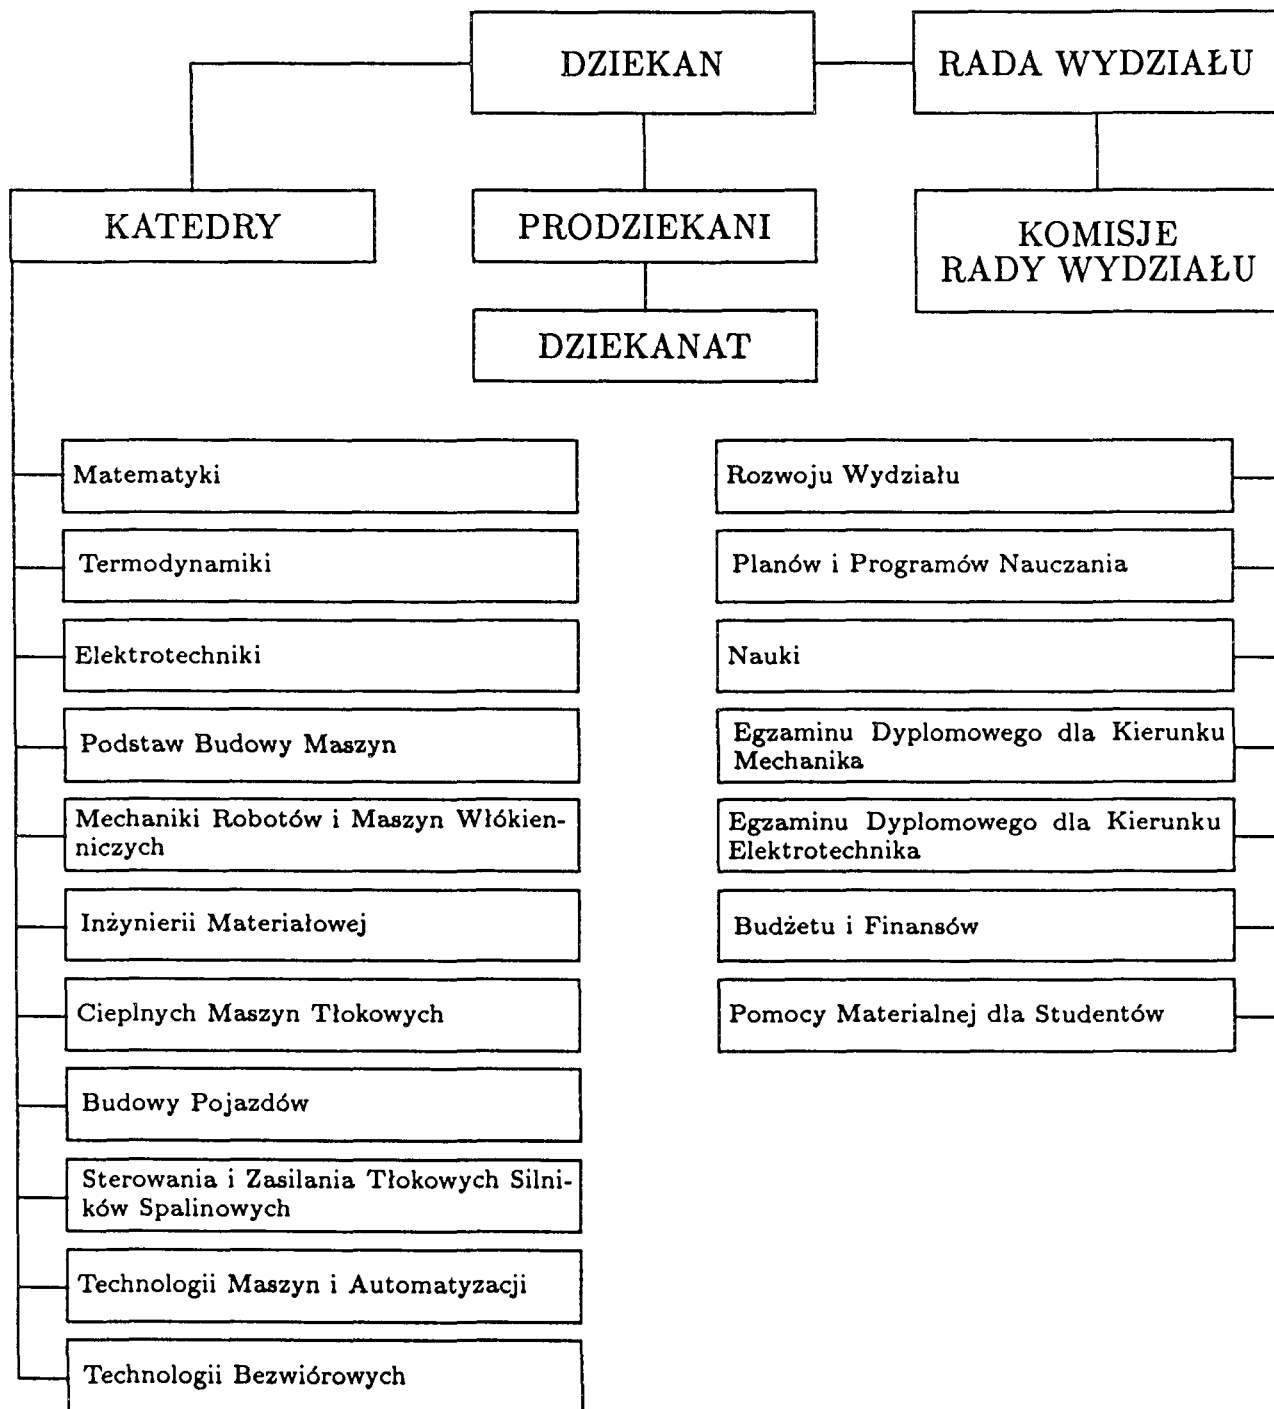 DZIEKAN
RADA WYDZIAŁU
KATEDRY
PRODZIEKANI
KOMISJE
RADY WYDZIAŁU
DZIEKANAT
Matematyki
Termodynamiki
Elektrotechniki
Podstaw Budowy Maszyn
Mechaniki Robotów i Maszyn Włókien-
niczych
Inżynierii Materiałowej
Cieplnych Maszyn Tłokowych
Budowy Pojazdów
Sterowania i Zasilania Tłokowych Silni-
ków Spalinowych
Technologii Maszyn i Automatyzacji
Technologii Bezwiórowych
Rozwoju Wydziału
Planów i Programów Nauczania
Nauki
Egzaminu Dyplomowego dla Kierunku
Mechanika
Egzaminu Dyplomowego dla Kierunku
Elektrotechnika
Budżetu i Finansów
Pomocy Materialnej dla Studentów